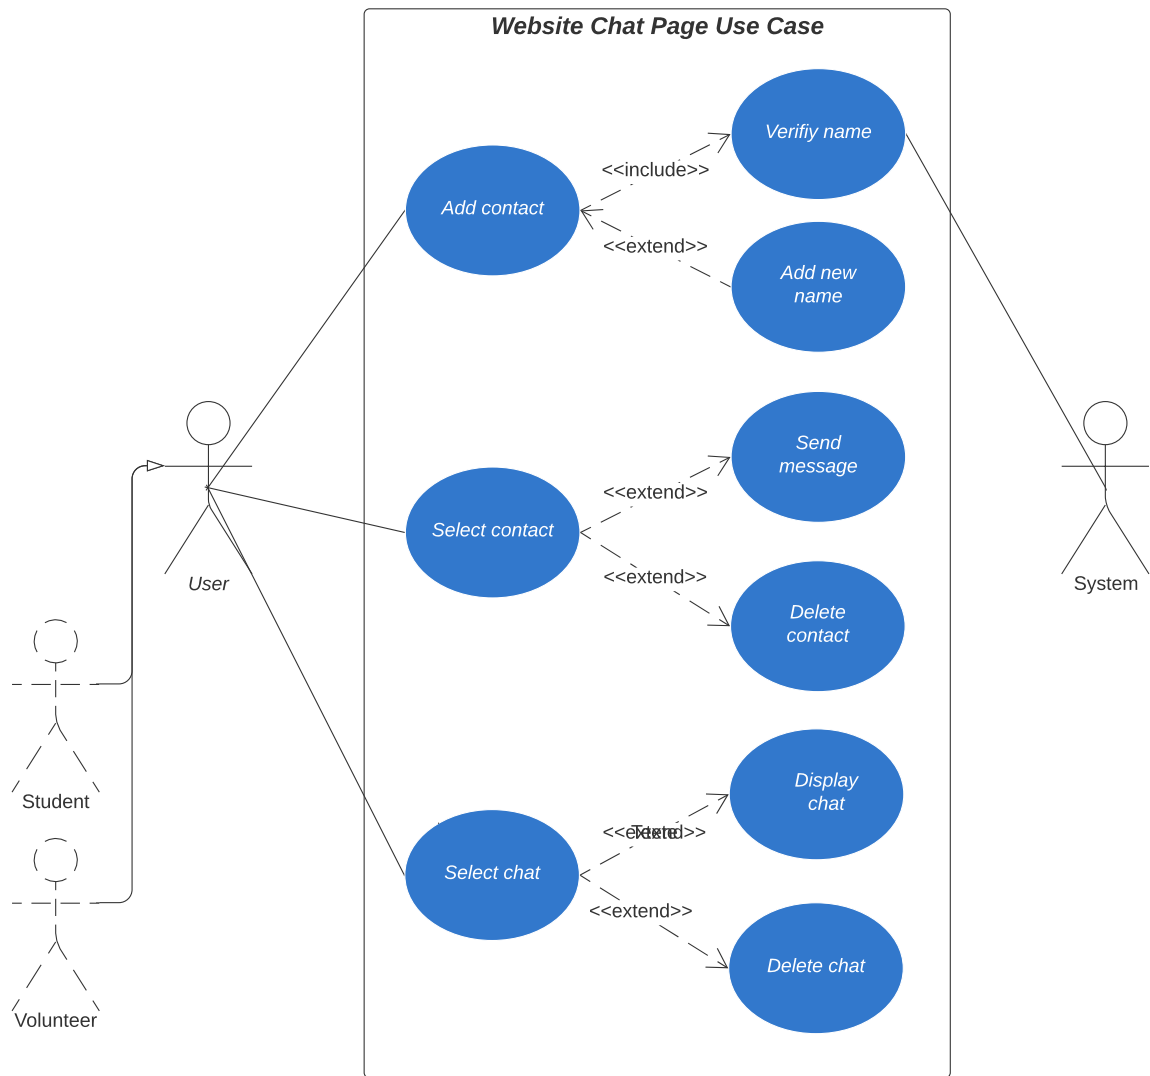 Website Chat Page Use Case
Verifiy name
<<include>>
Add contact
<<extend>>
Add new
name
Send
message
<<extend>>
Select contact
<<extend>>
User
System
Delete
contact
Student
Display
chat
Select chat
<<extend>>
Delete chat
Volunteer